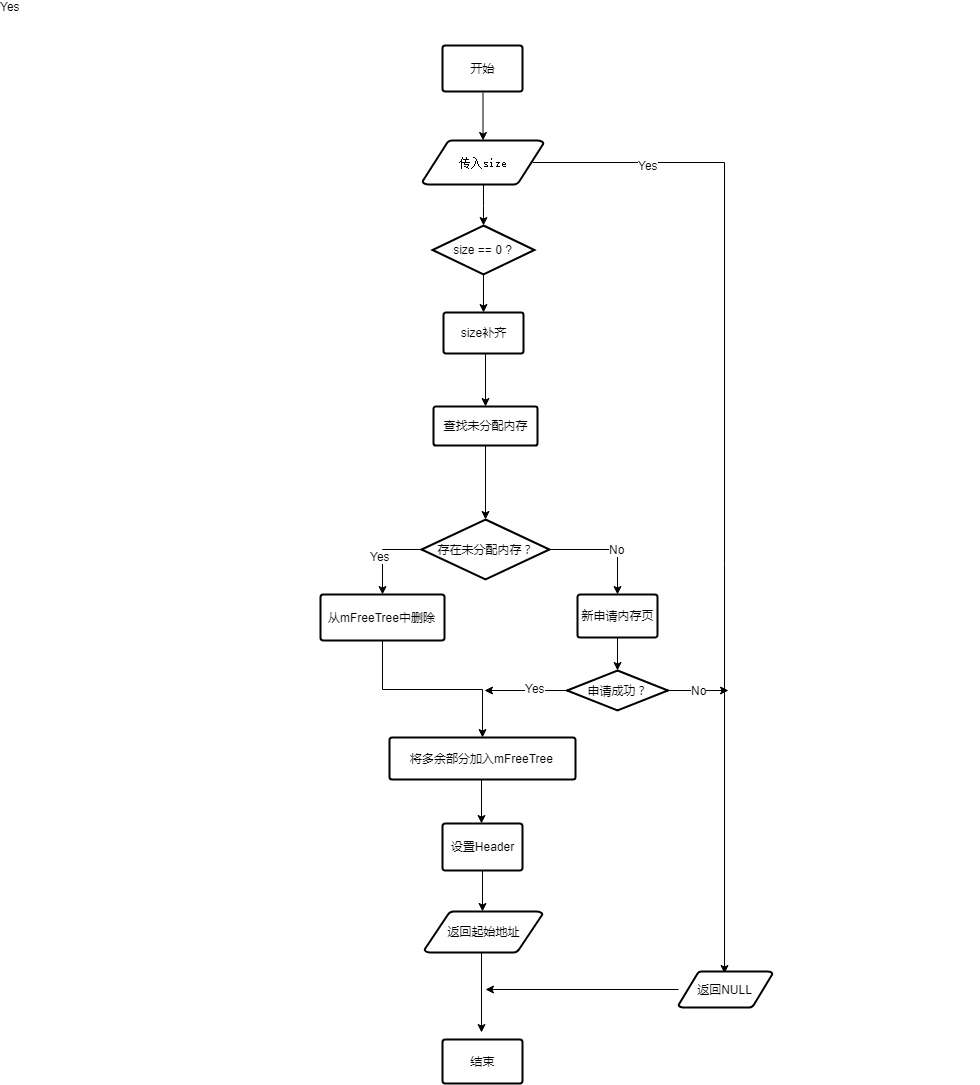 Yes
开始
传入size
Yes
size == 0 ?
size补齐
查找未分配内存
存在未分配内存？
Yes
No
从mFreeTree中删除
新申请内存页
Yes
申请成功？
No
将多余部分加入mFreeTree
设置Header
返回起始地址
返回NULL
结束